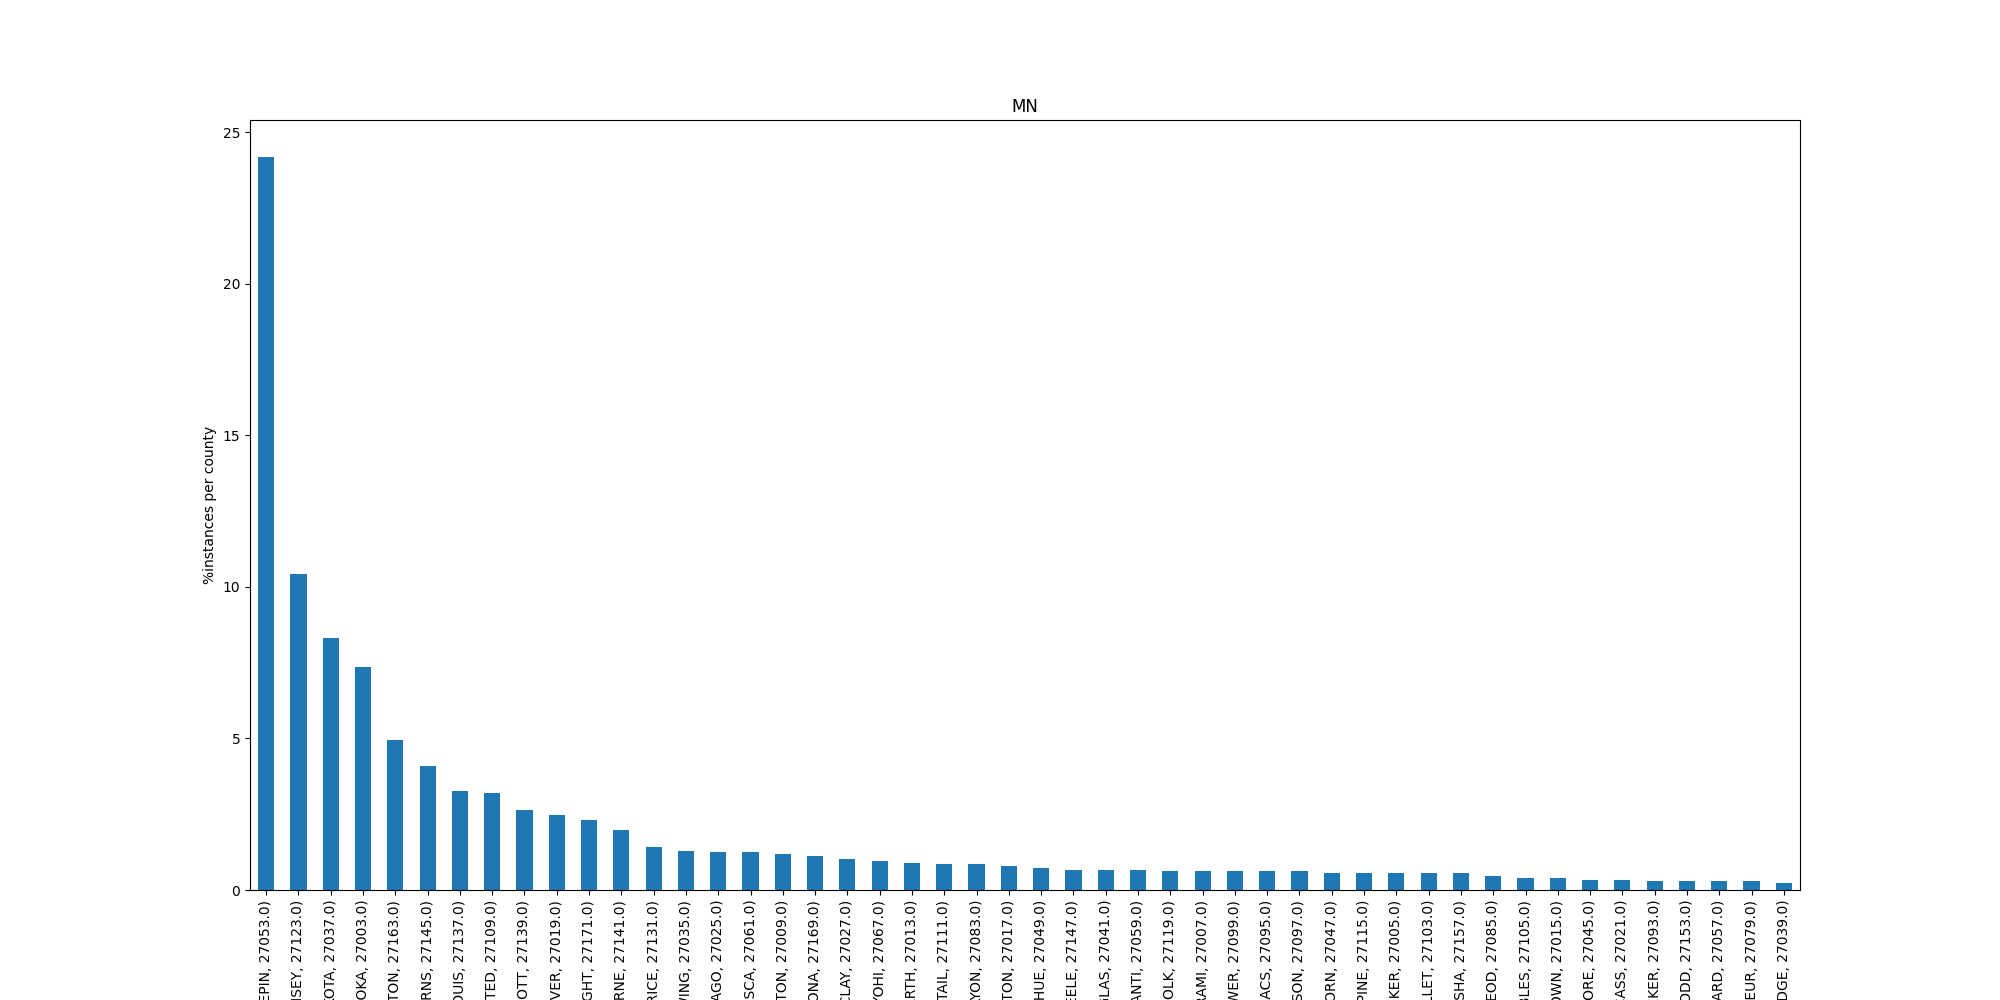 MN
%instances per county
25
20
15
10
5
0
EPIN, 27053.0)
SEY, 27123.0)
OTA, 27037.0)
OKA, 27003.0)
TON, 27163.0)
RNS, 27145.0)
OUIS, 27137.0)
TED, 27109.0)
OTT, 27139.0)
VER, 27019.0)
GHT, 27171.0)
RNE, 27141.0)
RICE, 27131.0)
ING, 27035.0)
AGO, 27025.0)
SCA, 27061.0)
TON, 27009.0)
ONA, 27169.0)
CLAY, 27027.0)
YOHI, 27067.0)
RTH, 27013.0)
TAIL, 27111.0)
YON, 27083.0)
TON, 27017.0)
HUE, 27049.0)
EELE, 27147.0)
GLAS, 27041.0)
ANTI, 27059.0)
OLK, 27119.0)
RAMI, 27007.0)
WER, 27099.0)
ACS, 27095.0)
SON, 27097.0)
ORN, 27047.0)
PINE, 27115.0)
KER, 27005.0)
LLET, 27103.0)
SHA, 27157.0)
EOD, 27085.0)
BLES, 27105.0)
OWN, 27015.0)
ORE, 27045.0)
CASS, 27021.0)
KER, 27093.0)
ODD, 27153.0)
ARD, 27057.0)
EUR, 27079.0)
DGE, 27039.0)